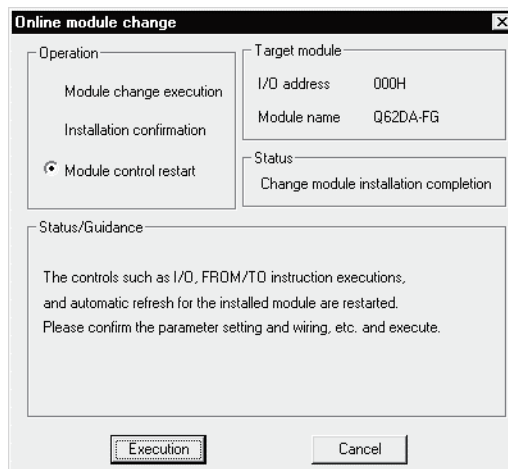 Online module change
Operation
Module change execution
Installation confirmation
Module control restart
Target module
I/O address 000H
Module name Q62DA-FG
Status
Change module installation completion
Status/Guidance
The controls such as I/O, FROM/TO instruction executions,
and automatic refresh for the installed module are restarted.
Please confirm the parameter setting and wiring, etc. and execute.
Execution Cancel